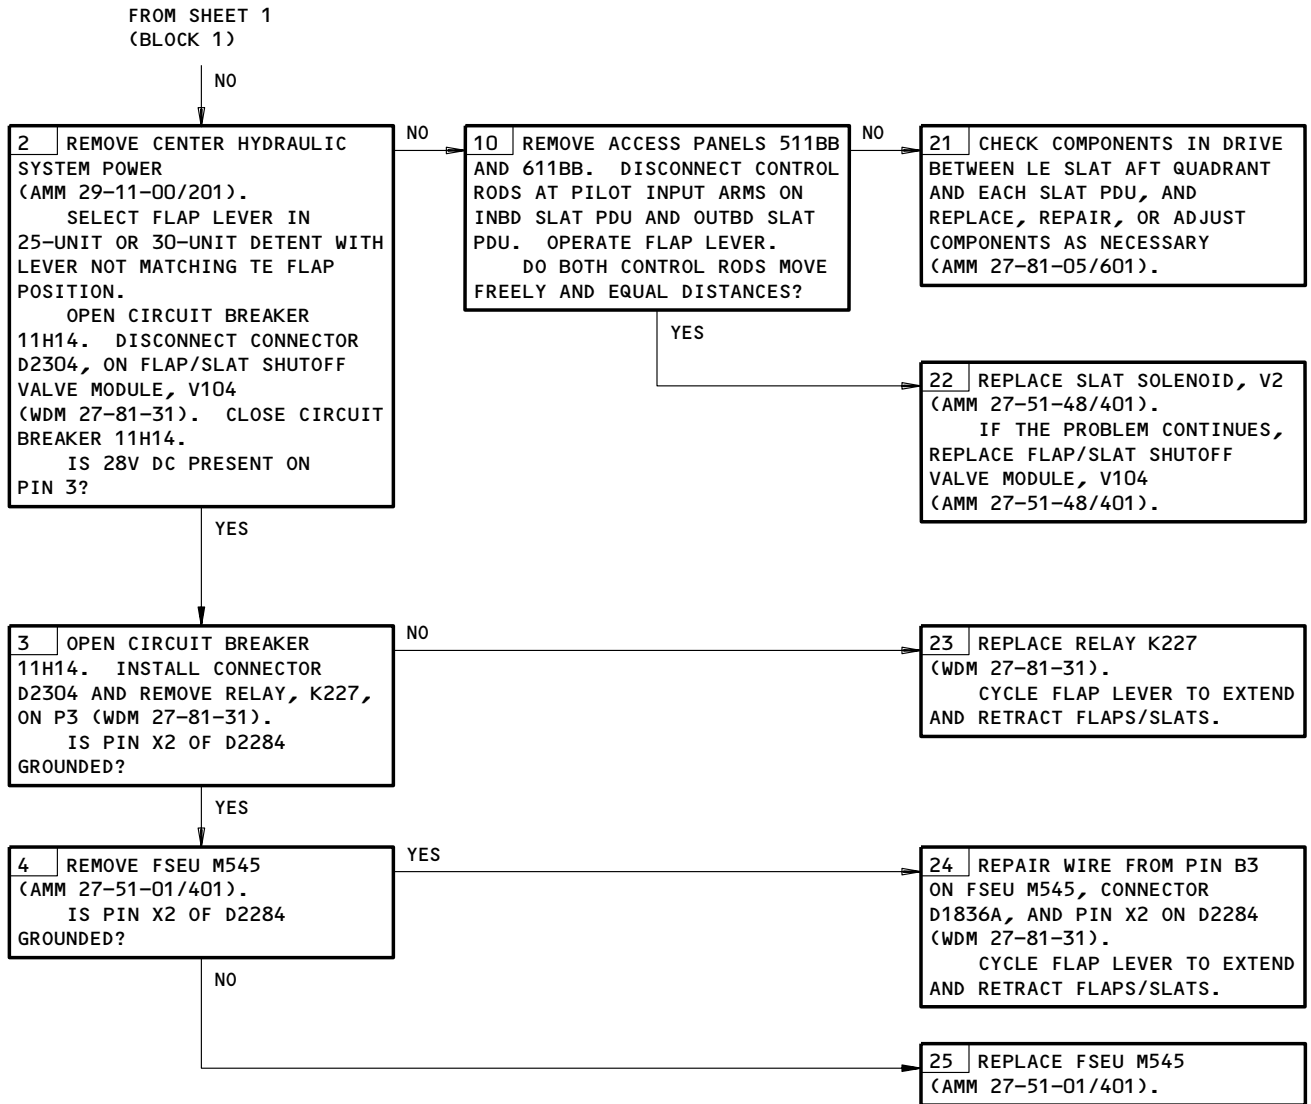 FROM SHEET 1
(BLOCK 1)
NO
2 REMOVE CENTER HYDRAULIC
SYSTEM POWER
(AMM 29-11-00/201).
SELECT FLAP LEVER IN
25-UNIT OR 30-UNIT DETENT WITH
LEVER NOT MATCHING TE FLAP
POSITION.
OPEN CIRCUIT BREAKER
11H14. DISCONNECT CONNECTOR
D2304, ON FLAP/SLAT SHUTOFF
VALVE MODULE, V104
(WDM 27-81-31). CLOSE CIRCUIT
BREAKER 11H14.
IS 28V DC PRESENT ON
PIN 3?
NO
10 REMOVE ACCESS PANELS 511BB
AND 611BB. DISCONNECT CONTROL
RODS AT PILOT INPUT ARMS ON
INBD SLAT PDU AND OUTBD SLAT
PDU. OPERATE FLAP LEVER.
DO BOTH CONTROL RODS MOVE
FREELY AND EQUAL DISTANCES?
NO
21 CHECK COMPONENTS IN DRIVE
BETWEEN LE SLAT AFT QUADRANT
AND EACH SLAT PDU, AND
REPLACE, REPAIR, OR ADJUST
COMPONENTS AS NECESSARY
(AMM 27-81-05/601).
YES
22 REPLACE SLAT SOLENOID, V2
(AMM 27-51-48/401).
IF THE PROBLEM CONTINUES,
REPLACE FLAP/SLAT SHUTOFF
VALVE MODULE, V104
(AMM 27-51-48/401).
YES
3 OPEN CIRCUIT BREAKER
11H14. INSTALL CONNECTOR
D2304 AND REMOVE RELAY, K227,
ON P3 (WDM 27-81-31).
IS PIN X2 OF D2284
GROUNDED?
NO
23 REPLACE RELAY K227
(WDM 27-81-31).
CYCLE FLAP LEVER TO EXTEND
AND RETRACT FLAPS/SLATS.
YES
4 REMOVE FSEU M545
(AMM 27-51-01/401).
IS PIN X2 OF D2284
GROUNDED?
YES
24 REPAIR WIRE FROM PIN B3
ON FSEU M545, CONNECTOR
D1836A, AND PIN X2 ON D2284
(WDM 27-81-31).
CYCLE FLAP LEVER TO EXTEND
AND RETRACT FLAPS/SLATS.
NO
25 REPLACE FSEU M545
(AMM 27-51-01/401).